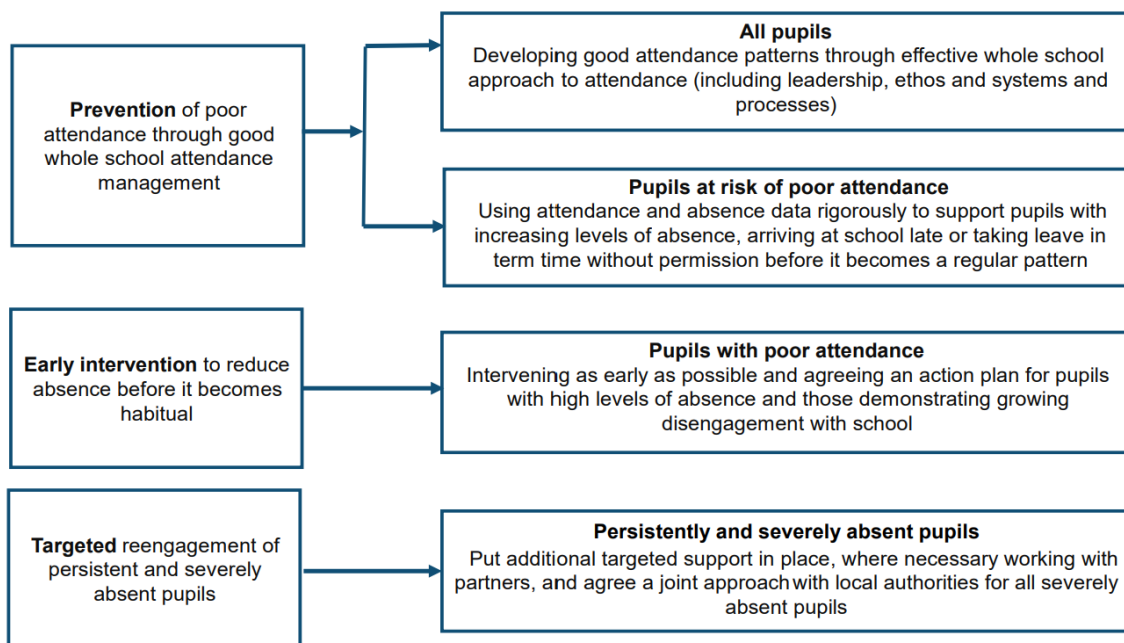 Prevention of poor
attendance through good
whole school attendance
management
All pupils
Developing good attendance patterns through effective whole school
approach to attendance (including leadership, ethos and systems and
processes)
Pupils at risk of poor attendance
Using attendance and absence data rigorously to support pupils with
increasing levels of absence, arriving at school late or taking leave in
term time without permission before it becomes a regular pattern
Early intervention to reduce
absence before it becomes
habitual
Pupils with poor attendance
Intervening as early as possible and agreeing an action plan for pupils
with high levels of absence and those demonstrating growing
disengagement with school
Targeted reengagement of
persistent and severely
absent pupils
Persistently and severely absent pupils
Put additional targeted support in place, where necessary working with
partners, and agree a joint approach with local authorities for all severely
absent pupils